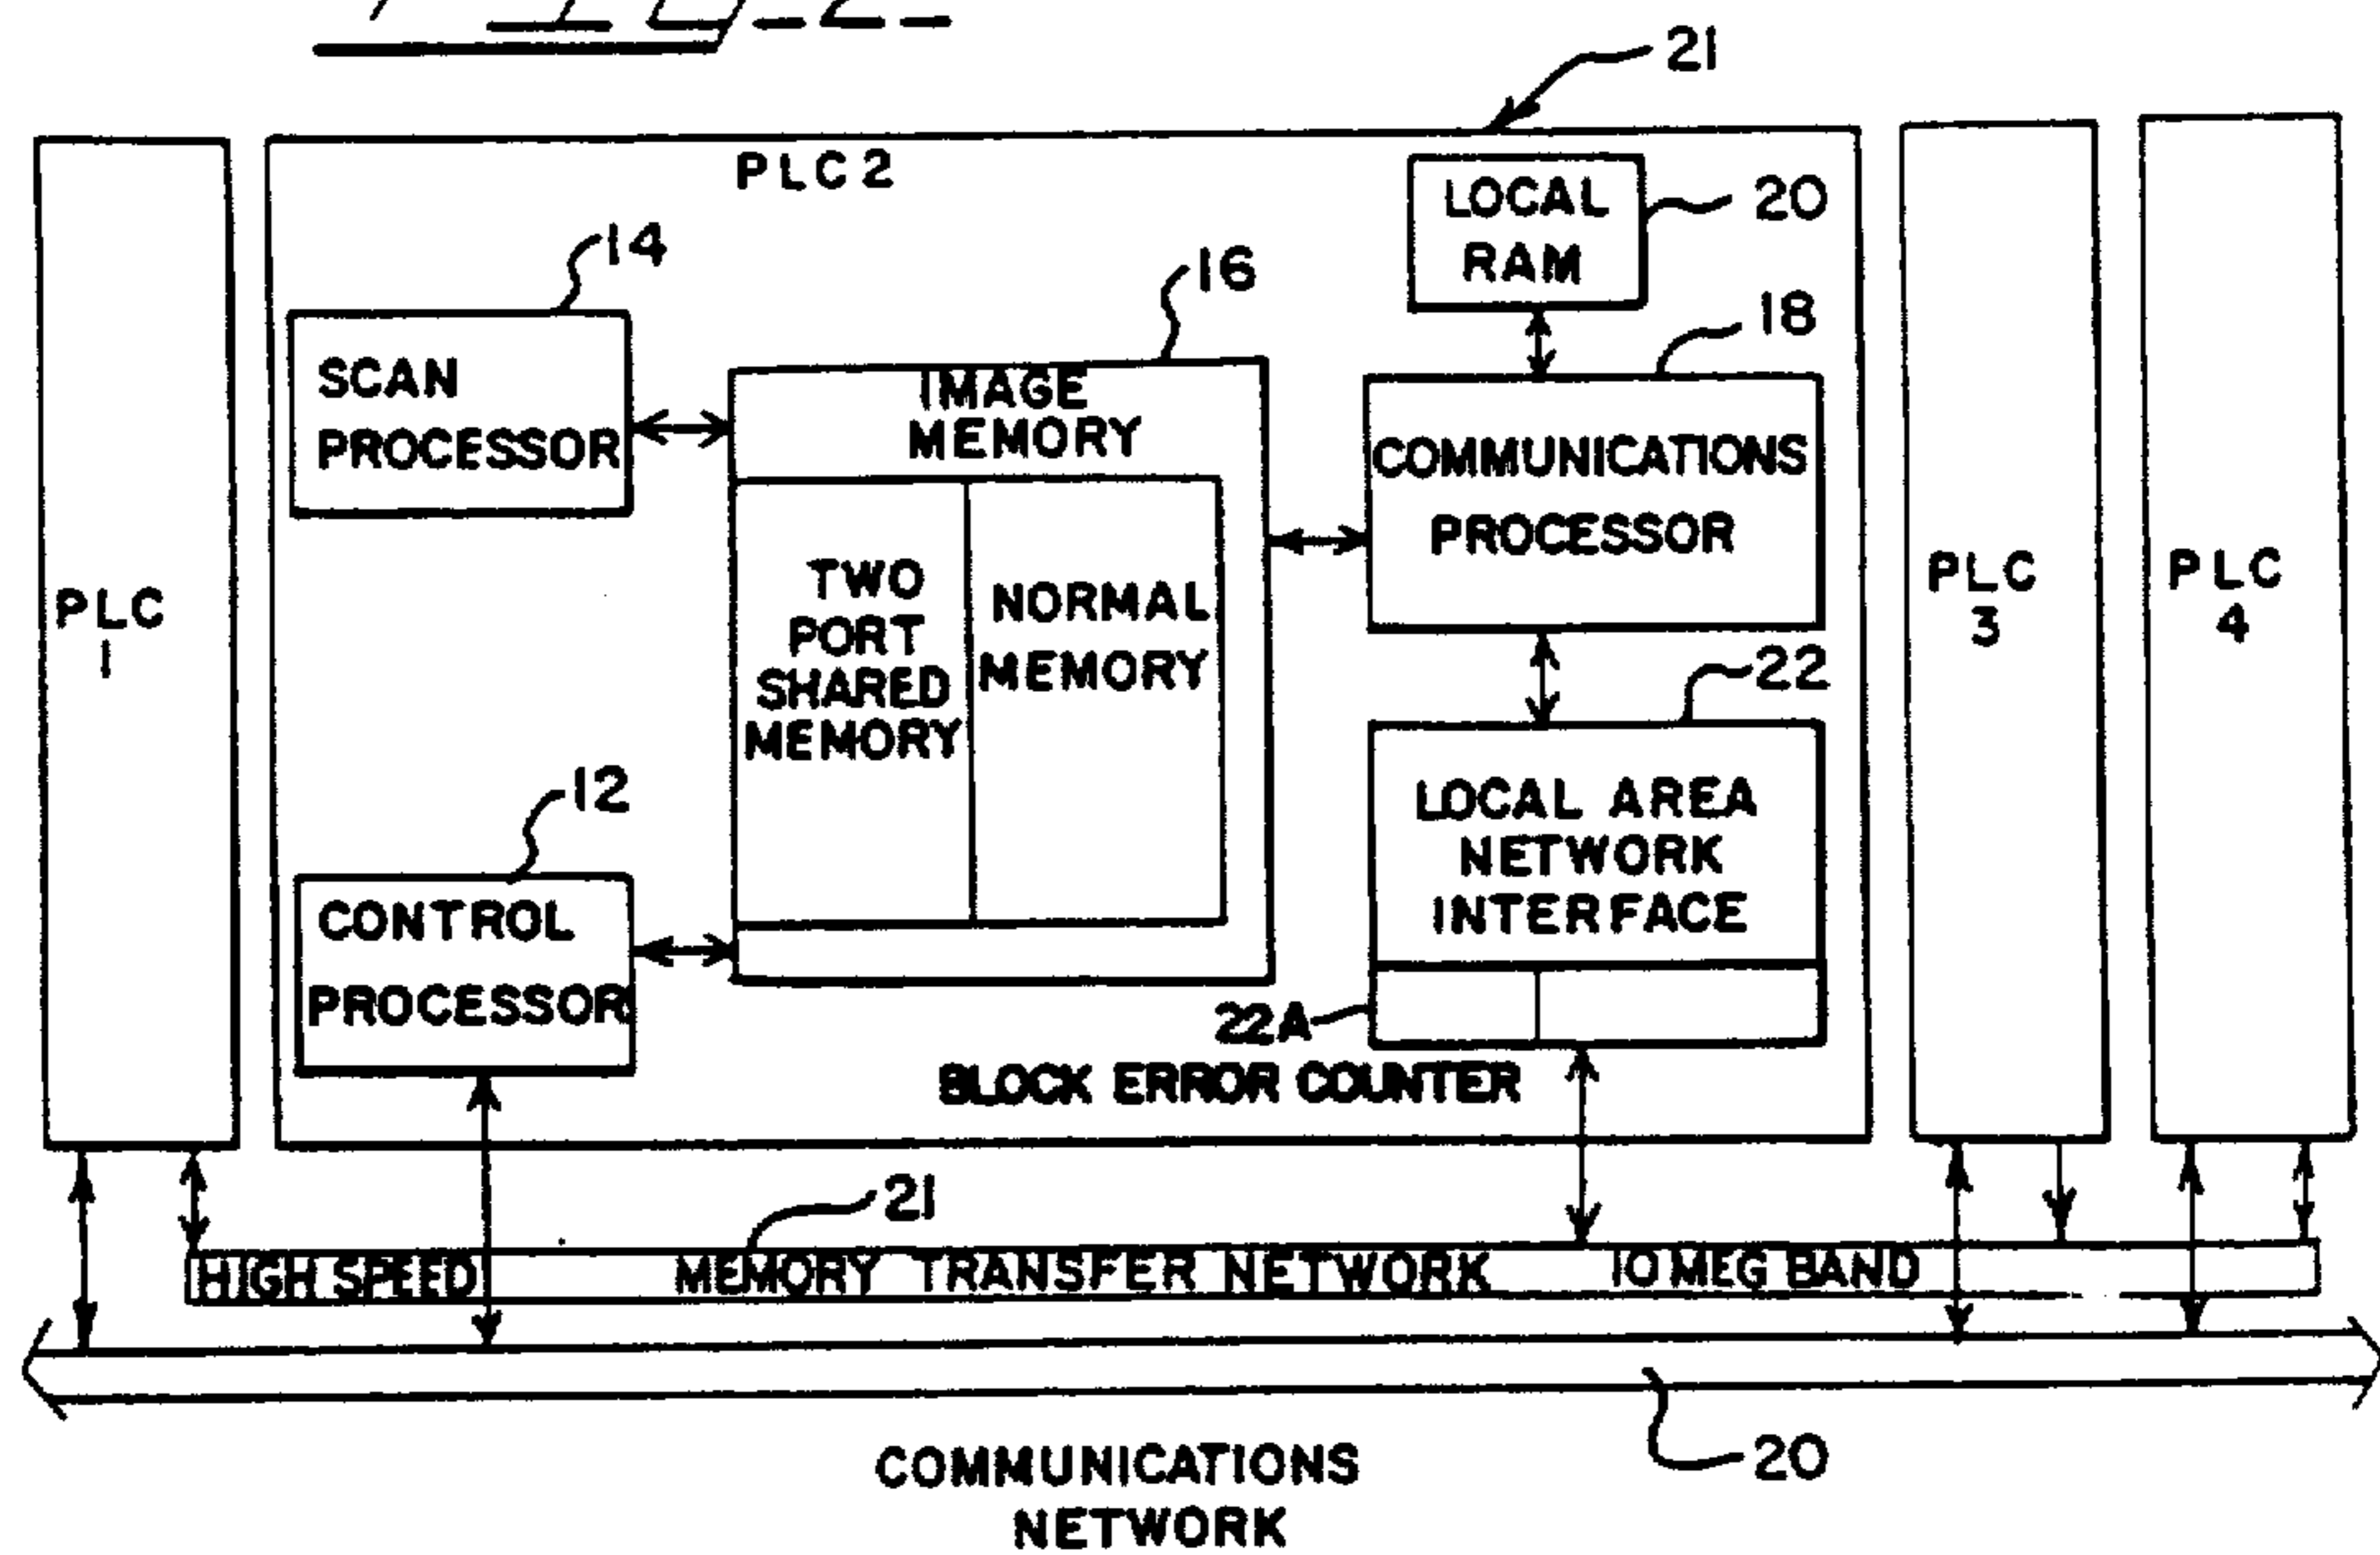 21
PLC2
LOCAL
RAM
20
14
16
18
SCAN
PROCESSOR
IMAGE
MEMORY
COMMUNICATIONS
PROCESSOR
TWO
PORT
SHARED
MEMORY
NORMAL
MEMORY
PLC
1
PLC
3
PLC
4
22
12
LOCAL AREA
NETWORK
INTERFACE
CONTROL
PROCESSOR
22A
BLOCK ERROR COUNTER
21
HIGH SPEED MEMORY TRANSFER NETWORK 10 MEG BAND
20
COMMUNICATIONS
NETWORK